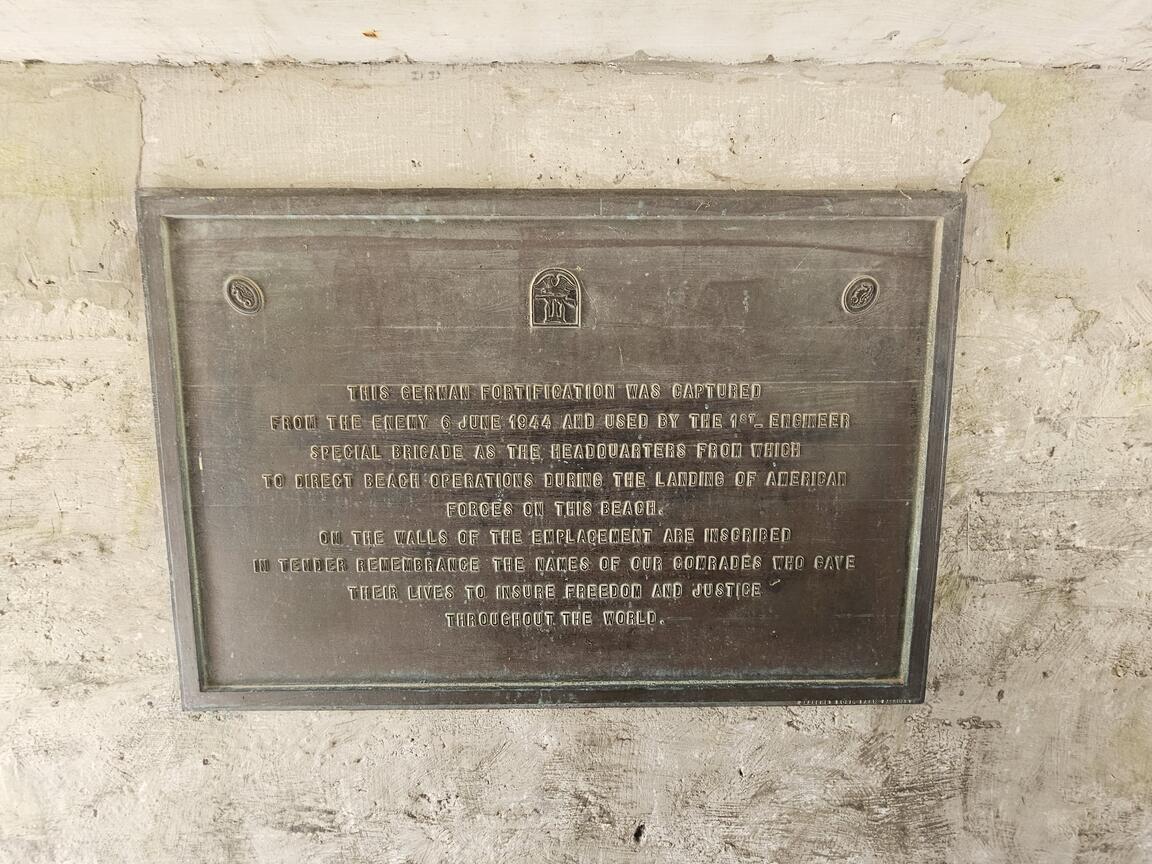 THIS GERMAN FORTIFICATION WAS CAPTURED
FROM THE ENEMY 6 JUNE 1944 AND USED BY THE 1ST. ENGINEER
SPECIAL BRIGADE AS THE HEADQUARTERS FROM WHICH
TO DIRECT BEACH OPERATIONS DURING THE LANDING OF AMERICAN
FORCES ON THIS BEACH.
ON THE WALLS OF THE EMPLACEMENT ARE INSCRIBED
IN TENDER REMEMBRANCE THE NAMES OF OUR COMRADES WHO GAVE
THEIR LIVES TO INSURE FREEDOM AND JUSTICE
THROUGHOUT THE WORLD.